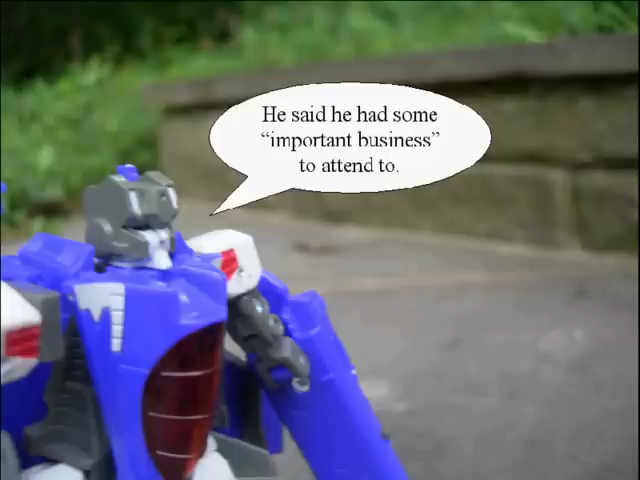 He said he had some
“important business”
to attend to.